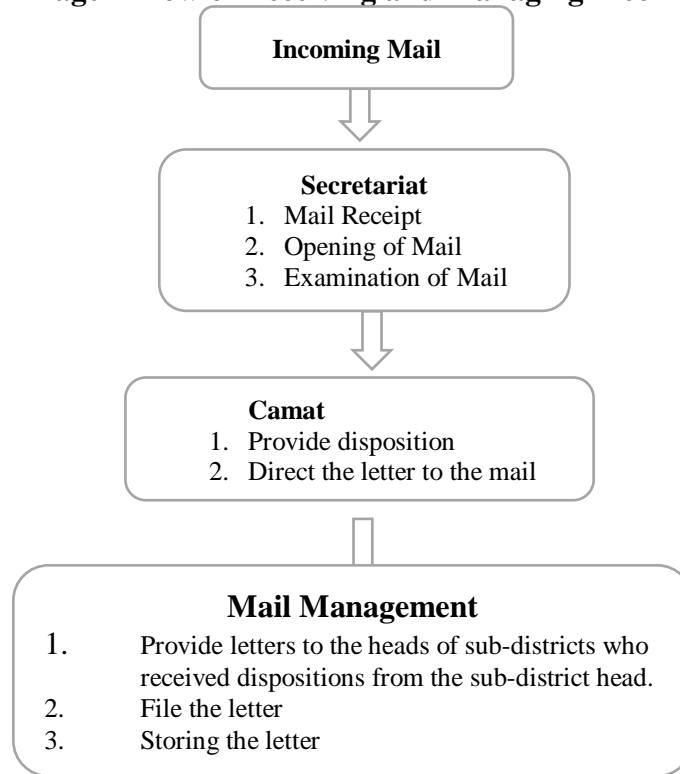 Incoming Mail
Secretariat
1. Mail Receipt
2. Opening of Mail
3. Examination of Mail
Camat
1. Provide disposition
2. Direct the letter to the mail
Mail Management
1. Provide letters to the heads of sub-districts who
received dispositions from the sub-district head.
2. File the letter
3. Storing the letter